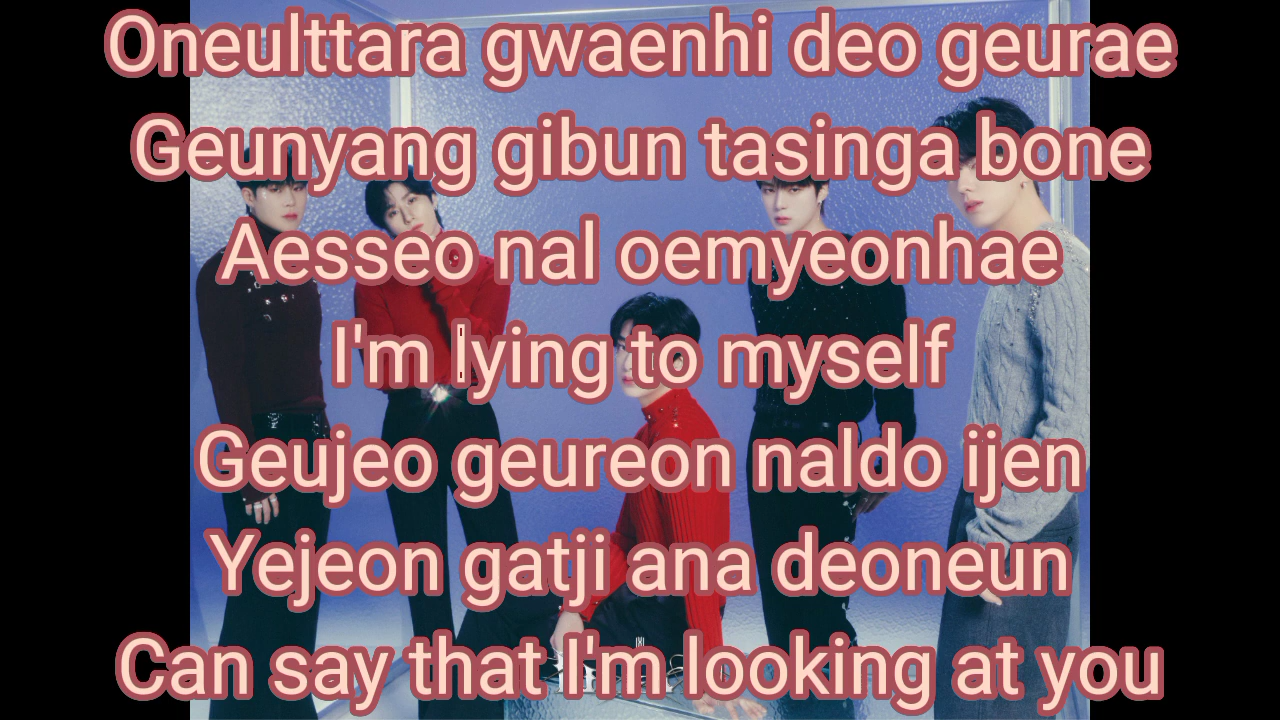 Oneulttara gwaenhi deo geurae
Geunyang gibun tasinga bone
Aesseo nal oemyeonhae
I'm lying to myself
Geujeo geureon naldo ijen
Yejeon gatji ana deoneun
Can say that I'm looking at you